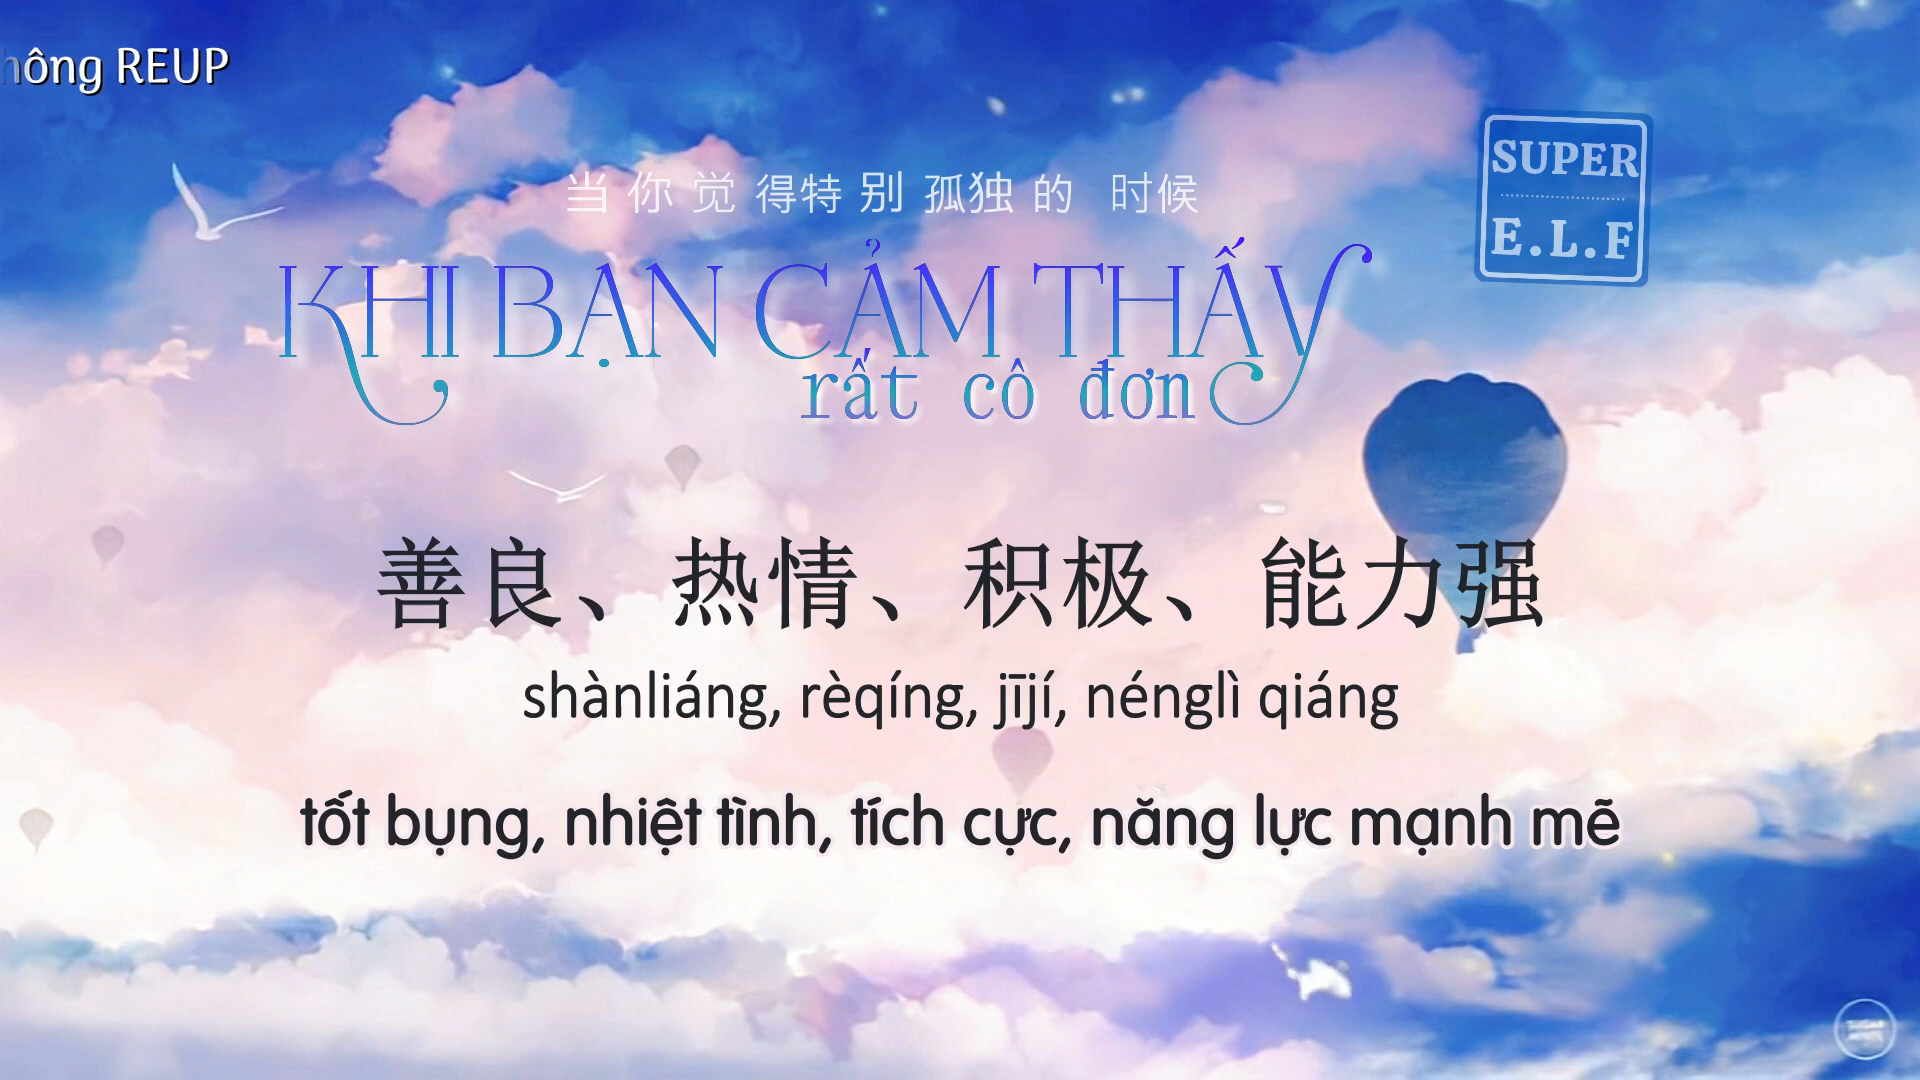 hông REUP
SUPER
E.L.F
当你觉得特别孤独的 时候
KHI BẠN CẢM THẤY
rất cô đơn
善良、热情、积极、能力强
shànliáng, rèqíng, jījí, nénglì qiáng
tốt bụng, nhiệt tình, tích cực, năng lực mạnh mẽ